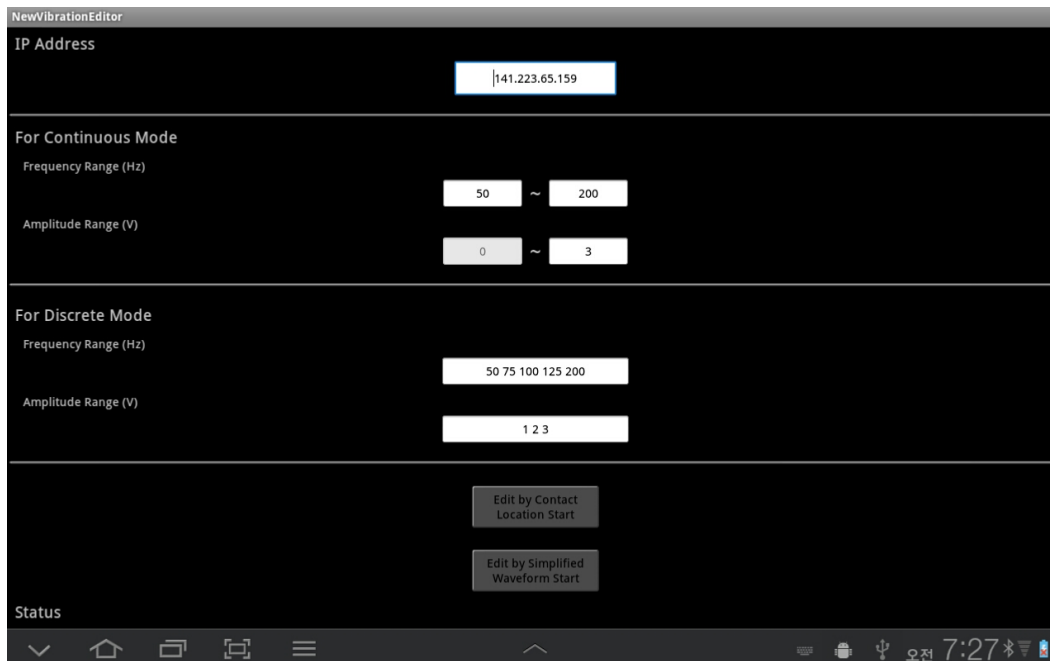 NewVibrationEditor
IP Address
141.223.65.159
For Continuous Mode
Frequency Range (Hz)
50 ~ 200
Amplitude Range (V)
0 ~ 3
For Discrete Mode
Frequency Range (Hz)
50 75 100 125 200
Amplitude Range (V)
1 2 3
Edit by Contact
Location Start
Edit by Simplified
Waveform Start
Status
오전 7:27